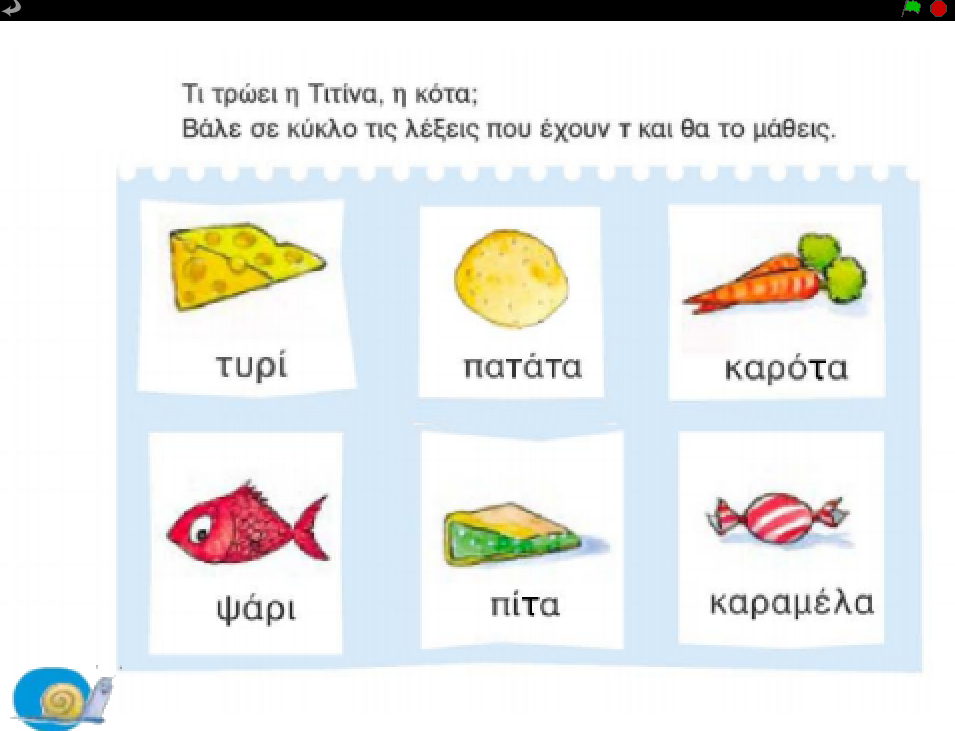 Τι τρώει η Τιτίνα, η κότα;
Βάλε σε κύκλο τις λέξεις που έχουν τ και θα το μάθεις.
τυρί
πατάτα
καρότα
ψάρι
πίτα
καραμέλα